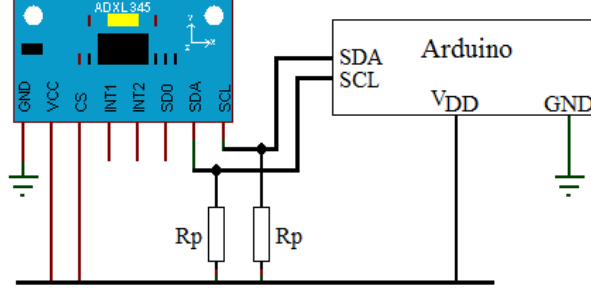 ADXL345
GND
VCC
CS
INT1
INT2
SD0
SDA
SCL
Y
X
Z
SDA
SCL
Arduino
VDD
GND
Rp
Rp